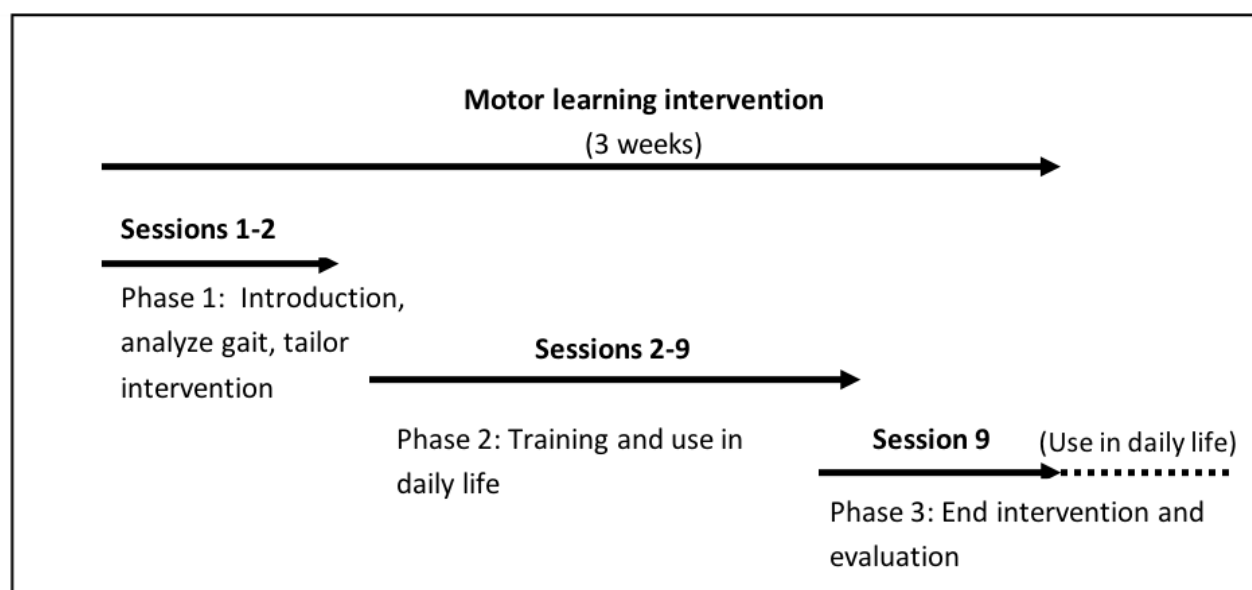 Motor learning intervention
(3 weeks)
Sessions 1-2
Phase 1:  Introduction,
analyze gait, tailor
intervention
Sessions 2-9
Phase 2: Training and use in
daily life
Session 9
(Use in daily life)
Phase 3: End intervention and
evaluation